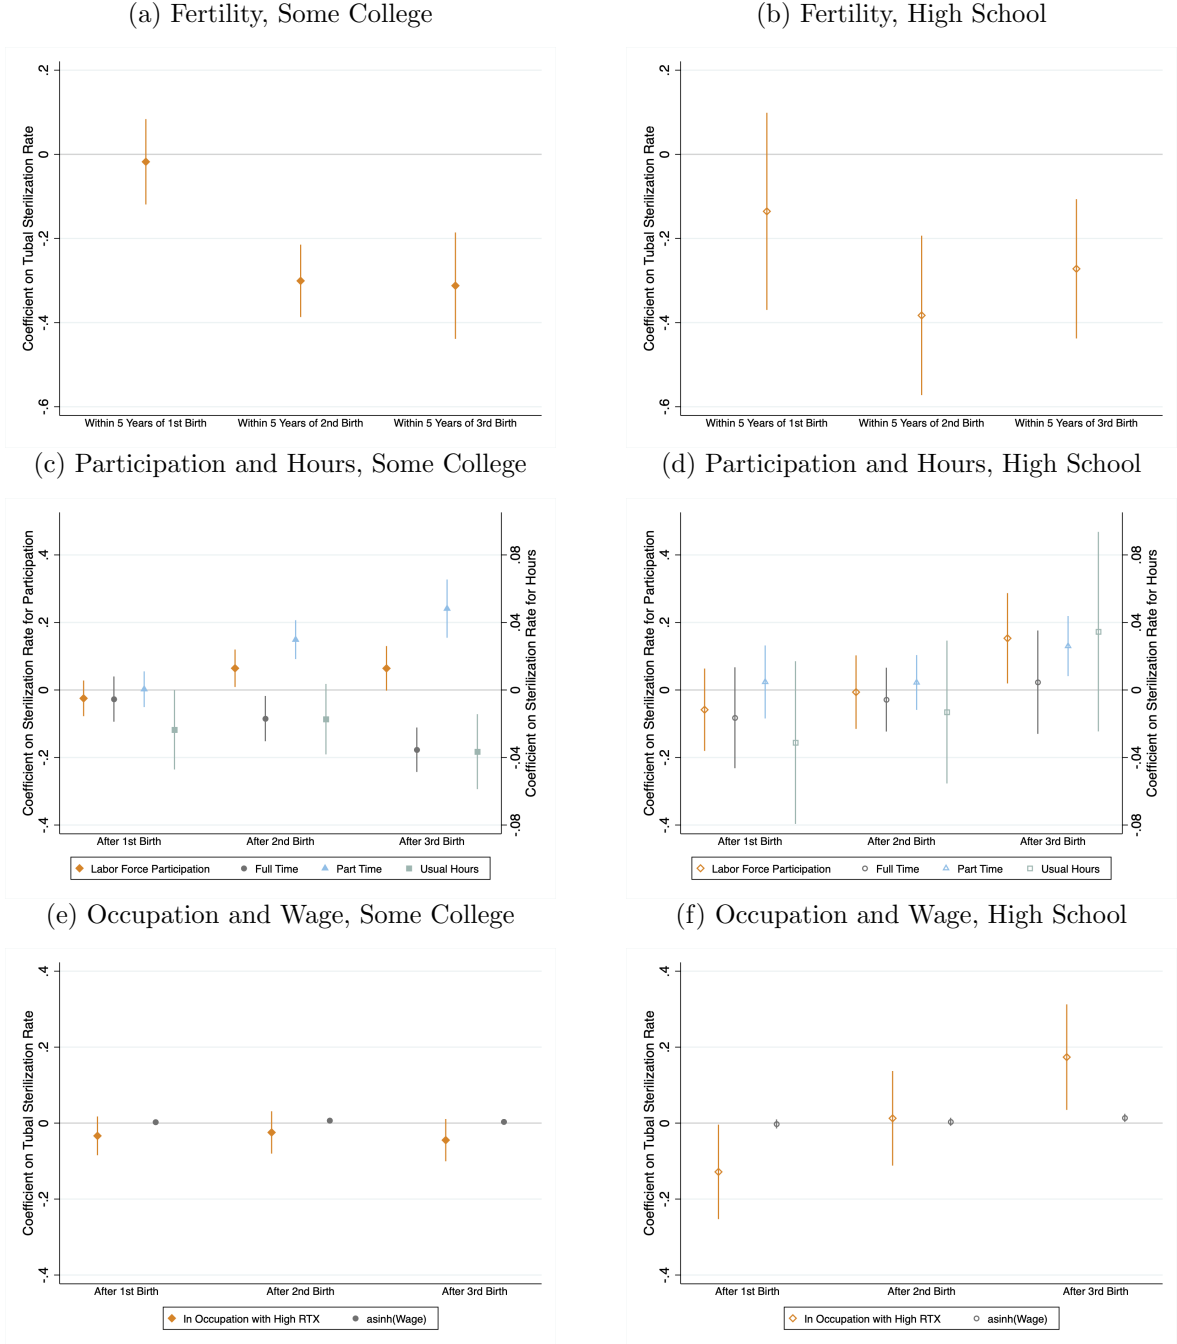 (a) Fertility, Some College
Coefficient on Tubal Sterilization Rate
.2
0
-.2
-.4
-.6
Within 5 Years of 1st Birth
Within 5 Years of 2nd Birth
Within 5 Years of 3rd Birth
(b) Fertility, High School
Coefficient on Tubal Sterilization Rate
.2
0
-.2
-.4
-.6
Within 5 Years of 1st Birth
Within 5 Years of 2nd Birth
Within 5 Years of 3rd Birth
(c) Participation and Hours, Some College
Coefficient on Sterilization Rate for Participation
.4
.2
0
-.2
-.4
.08
.04
0
-.04
-.08
Coefficient on Sterilization Rate for Hours
After 1st Birth
After 2nd Birth
After 3rd Birth
Labor Force Participation
Full Time
Part Time
Usual Hours
(d) Participation and Hours, High School
Coefficient on Sterilization Rate for Participation
.4
.2
0
-.2
-.4
.08
.04
0
-.04
-.08
Coefficient on Sterilization Rate for Hours
After 1st Birth
After 2nd Birth
After 3rd Birth
Labor Force Participation
Full Time
Part Time
Usual Hours
(e) Occupation and Wage, Some College
Coefficient on Tubal Sterilization Rate
.4
.2
0
-.2
-.4
After 1st Birth
After 2nd Birth
After 3rd Birth
In Occupation with High RTX
asinh(Wage)
(f) Occupation and Wage, High School
Coefficient on Tubal Sterilization Rate
.4
.2
0
-.2
-.4
After 1st Birth
After 2nd Birth
After 3rd Birth
In Occupation with High RTX
asinh(Wage)